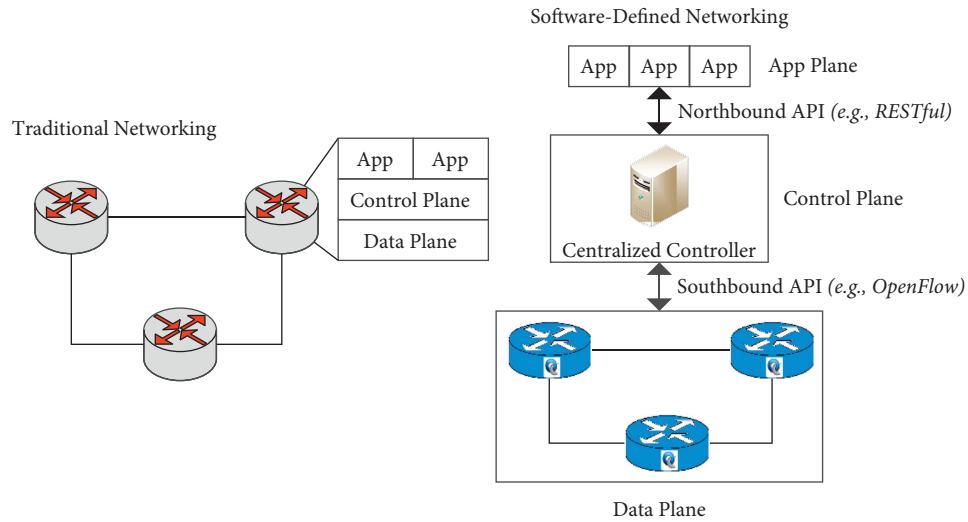 Traditional Networking
App App
Control Plane
Data Plane
Software-Defined Networking
App App App
App Plane
Northbound API (e.g., RESTful)
Control Plane
Centralized Controller
Southbound API (e.g., OpenFlow)
Data Plane